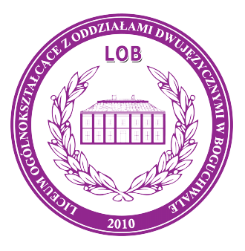 LICEUM OGÓLNOKSZTAŁCĄCE Z ODDZIAŁAMI DWUJĘZYCZNYMI W BOGUCHWALE
LOB
2010